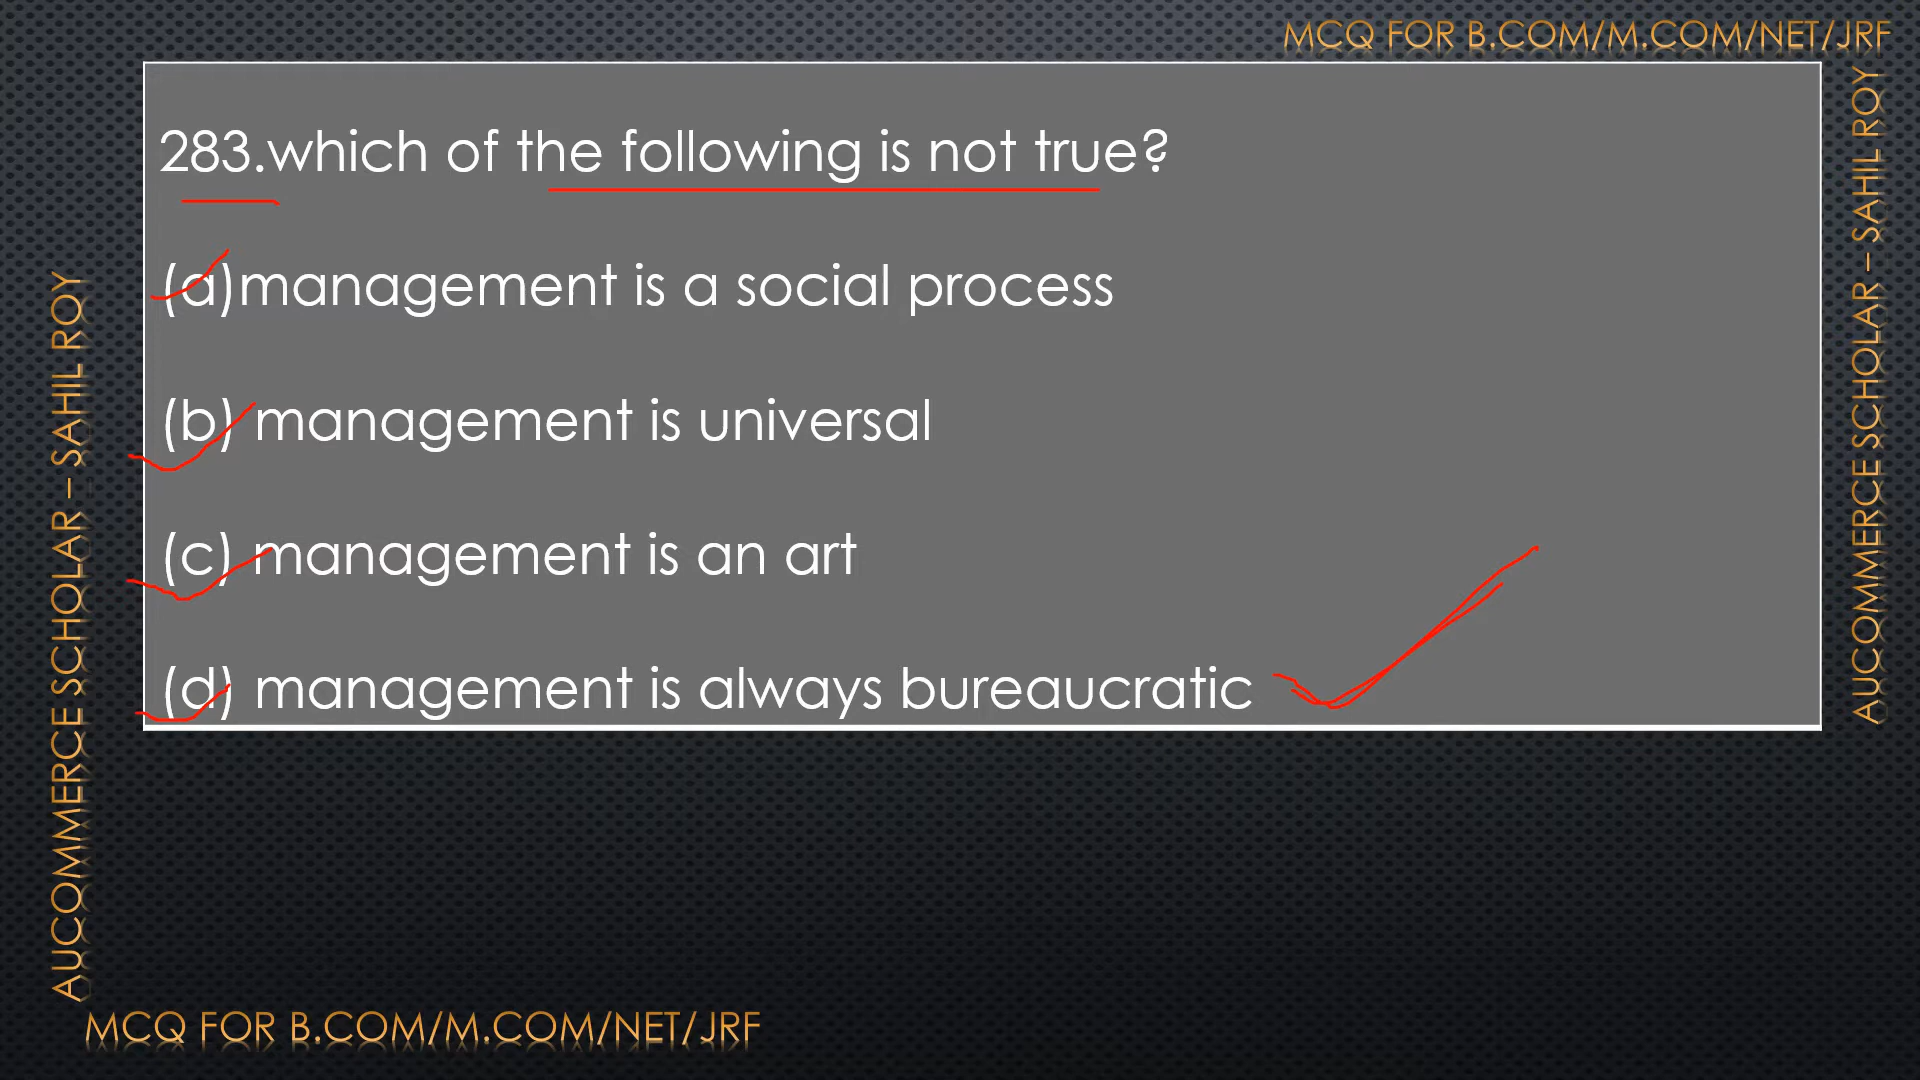 MCQ FOR B.COM/M.COM/NET/JRF
283.which of the following is not true?
(a)management is a social process
(b) management is universal
(c) management is an art
(d) management is always bureaucratic
AUCOMMERCE SCHOLAR – SAHIL ROY
AUCOMMERCE SCHOLAR – SAHIL ROY
MCQ FOR B.COM/M.COM/NET/JRF